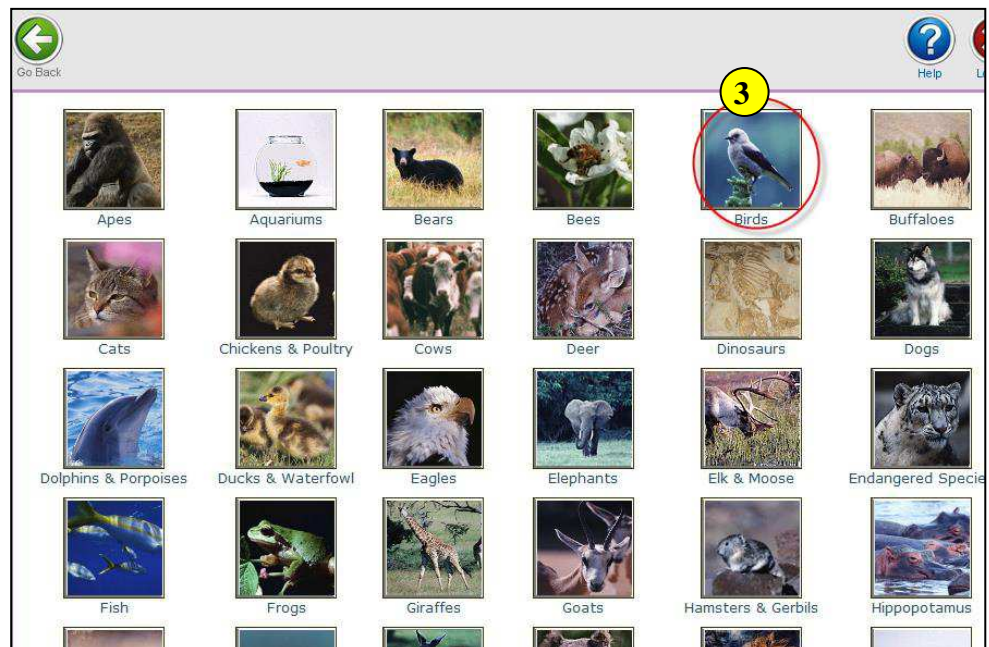 Go Back
Help
3
Apes
Aquariums
Bears
Bees
Birds
Buffaloes
Cats
Chickens & Poultry
Cows
Deer
Dinosaurs
Dogs
Dolphins & Porpoises
Ducks & Waterfowl
Eagles
Elephants
Elk & Moose
Endangered Specie
Fish
Frogs
Giraffes
Goats
Hamsters & Gerbils
Hippopotamus